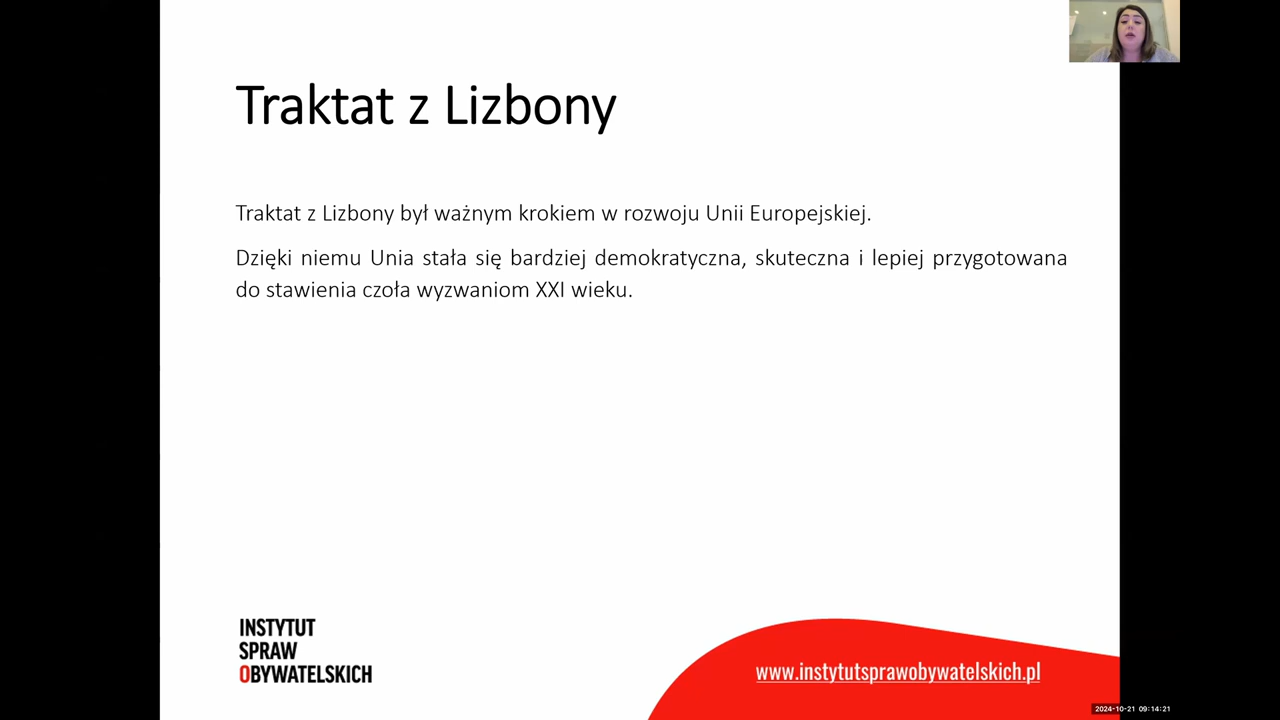 Traktat z Lizbony
Traktat z Lizbony był ważnym krokiem w rozwoju Unii Europejskiej.
Dzięki niemu Unia stała się bardziej demokratyczna, skuteczna i lepiej przygotowana
do stawienia czoła wyzwaniom XXI wieku.
INSTYTUT
SPRAW
OBYWATELSKICH
www.instytutsprawobywatelskich.pl
2024-10-21 09:14:21